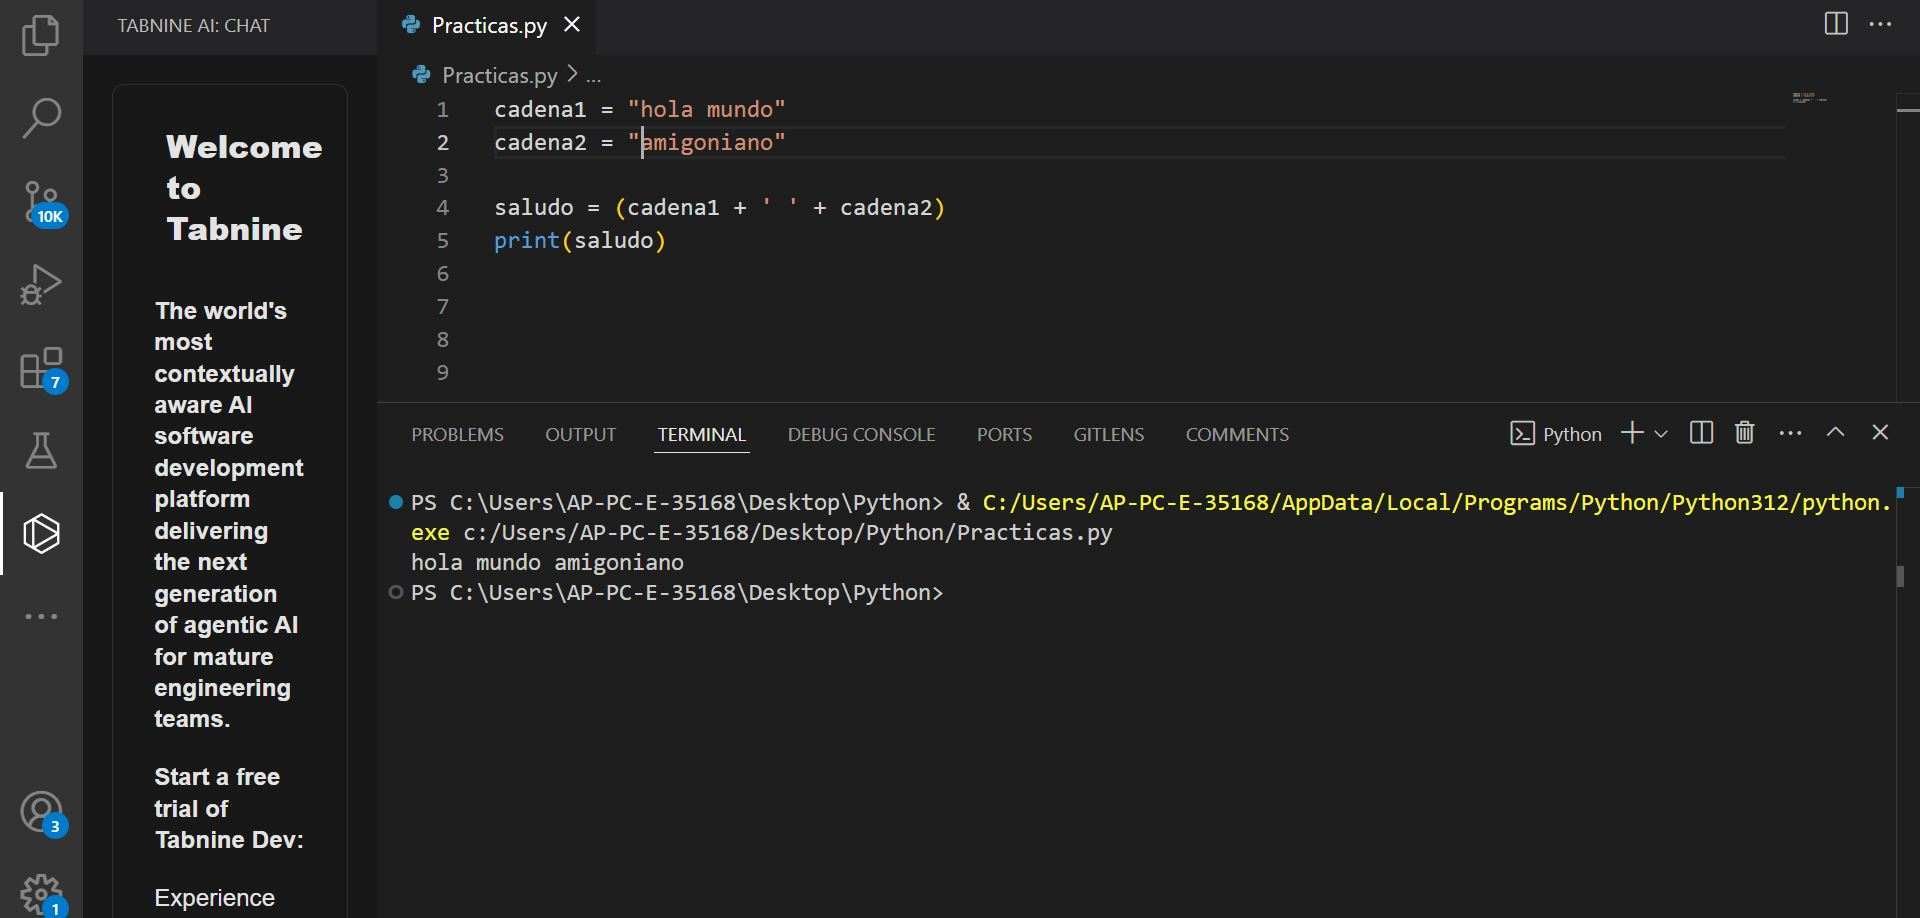 TABNINE AI: CHAT
Welcome
to
Tabnine
The world's
most
contextually
aware AI
software
development
platform
delivering
the next
generation
of agentic AI
for mature
engineering
teams.
Start a free
trial of
Tabnine Dev:
Experience
10K
7
3
1
Practicas.py
Practicas.py > ...
1 cadena1 = "hola mundo"
2 cadena2 = "amigoniano"
3
4 saludo = (cadena1 + ' ' + cadena2)
5 print(saludo)
6
7
8
9
PROBLEMS OUTPUT TERMINAL DEBUG CONSOLE PORTS GITLENS COMMENTS Python
PS C:\Users\AP-PC-E-35168\Desktop\Python> & C:/Users/AP-PC-E-35168/AppData/Local/Programs/Python/Python312/python.
exe c:/Users/AP-PC-E-35168/Desktop/Python/Practicas.py
hola mundo amigoniano
PS C:\Users\AP-PC-E-35168\Desktop\Python>